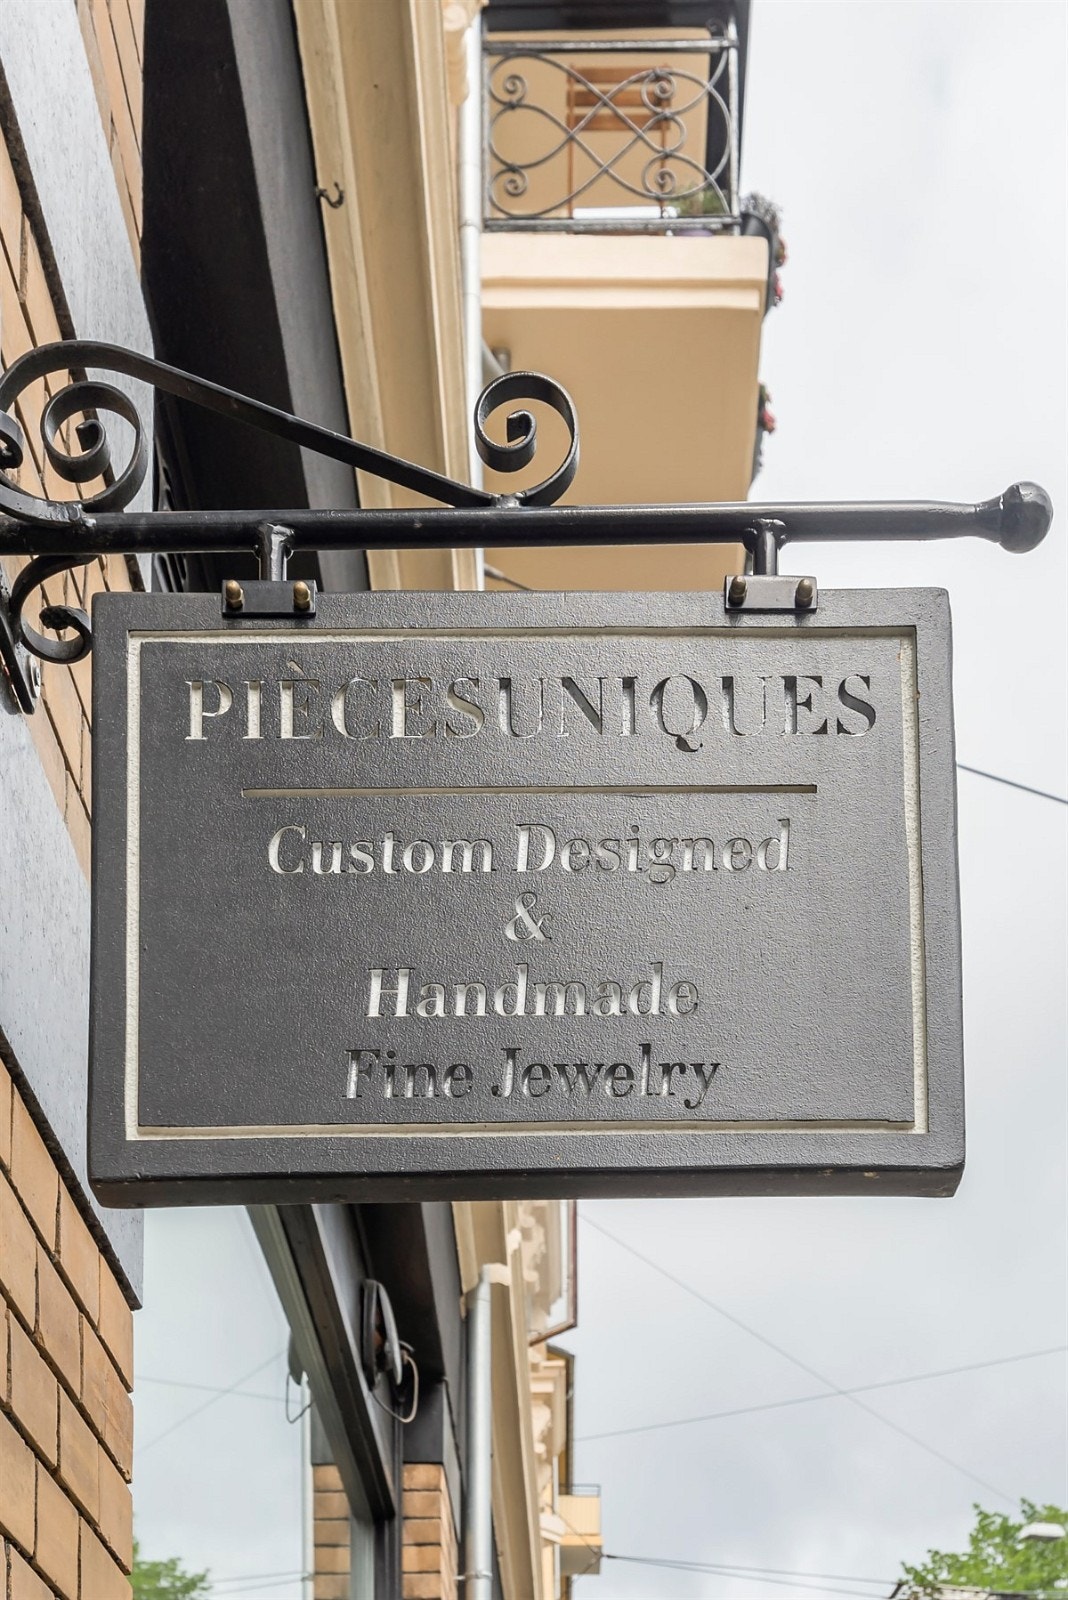 PIÈCESUNIQUES
Custom Designed
&
Handmade
Fine Jewelry